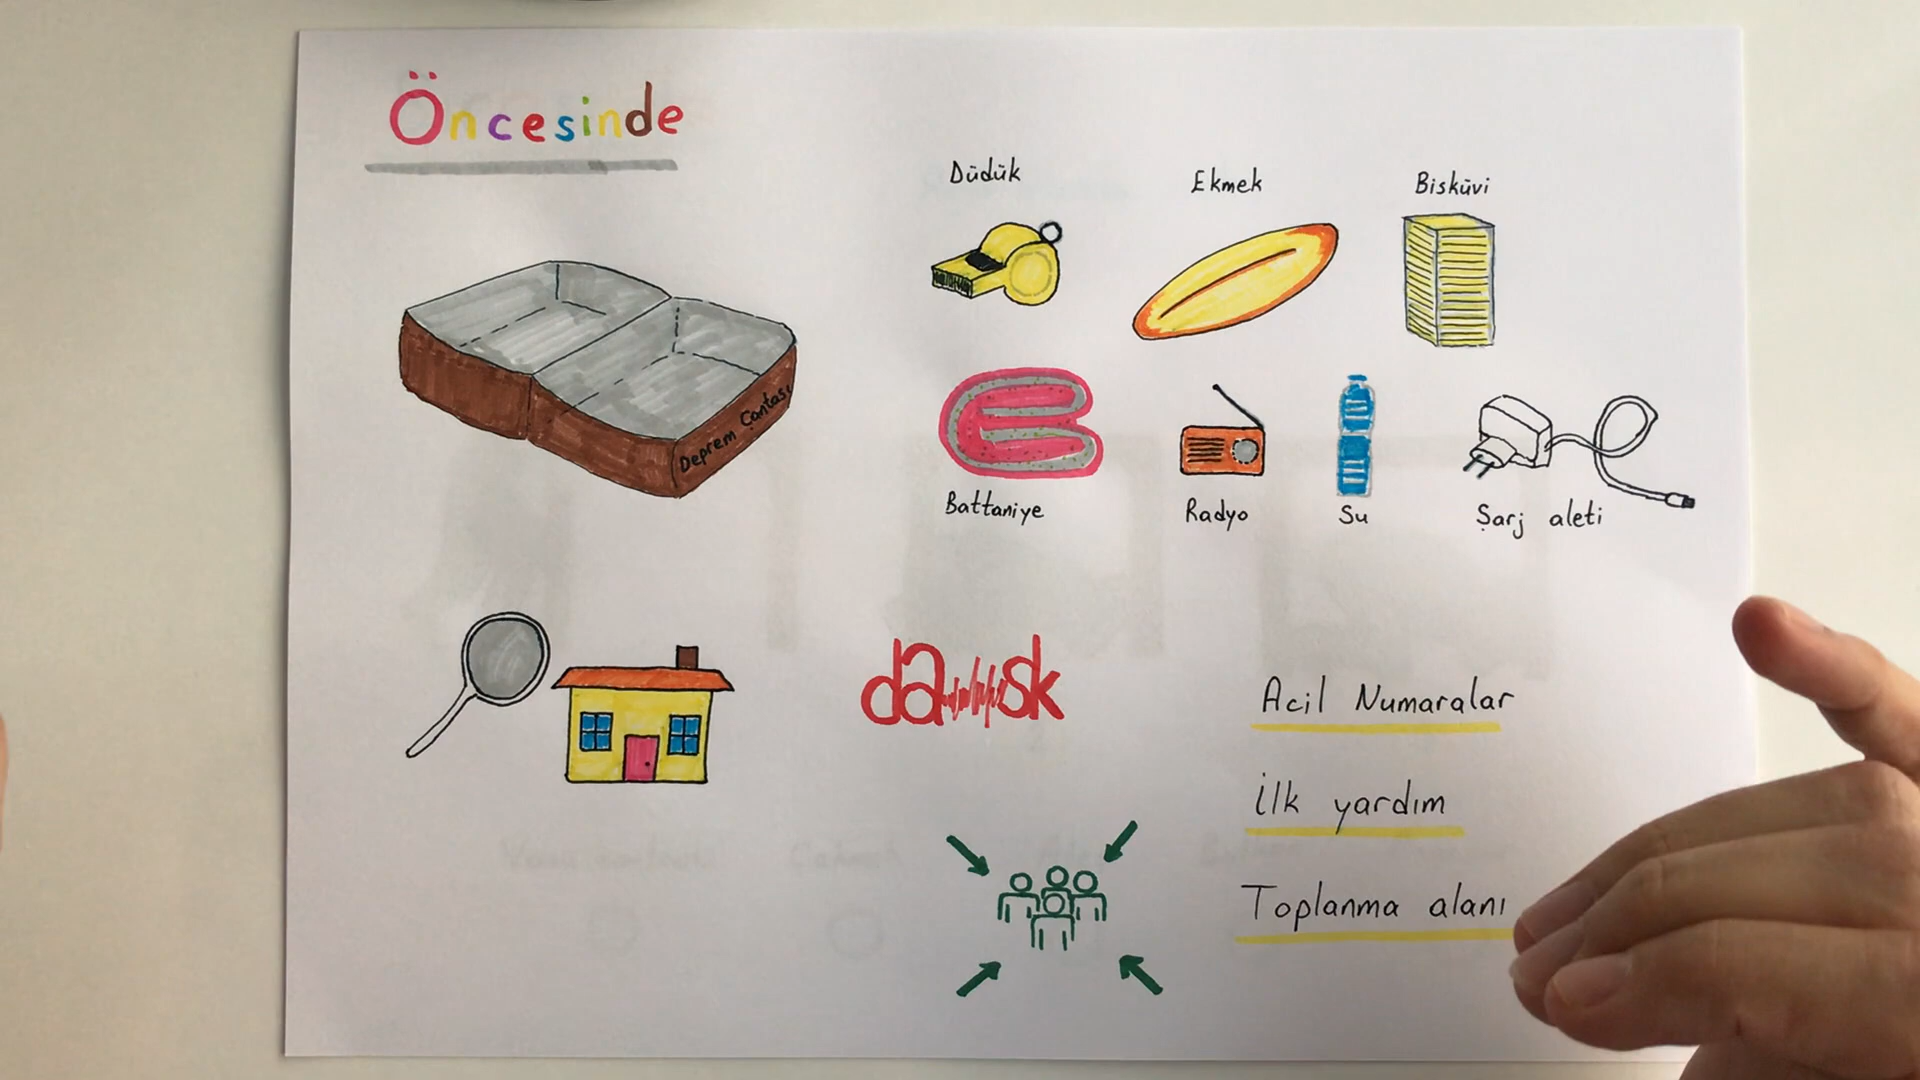 Öncesinde
Düdük
Ekmek
Bisküvi
Deprem Çantası
Battaniye
Radyo
Su
Şarj aleti
dask
Acil Numaralar
İlk yardım
Toplanma alanı